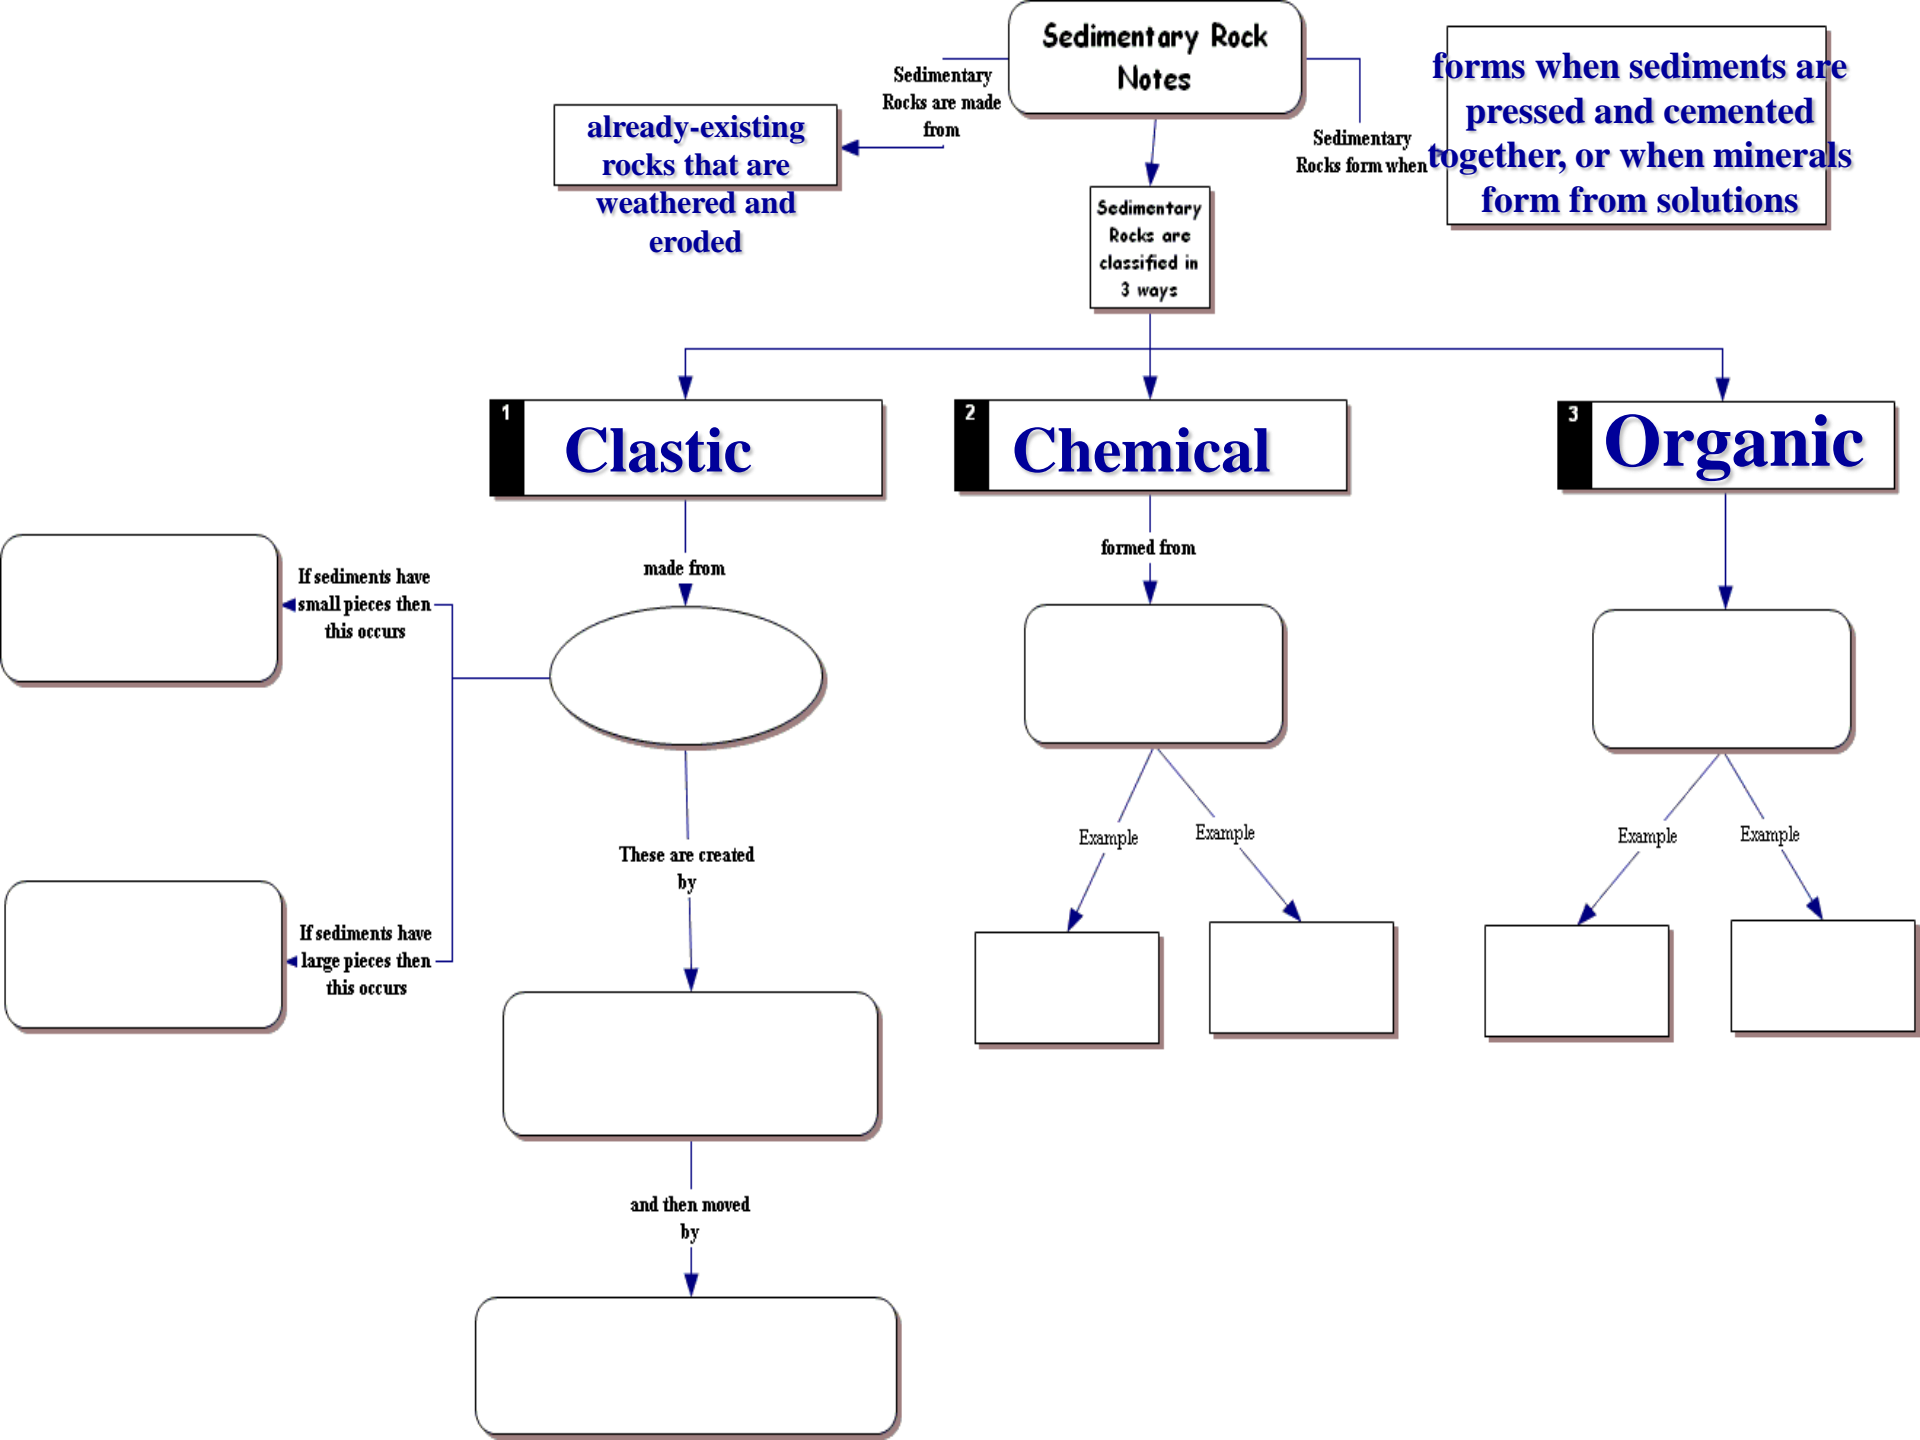 Sedimentary Rock
Notes
Sedimentary
Rocks are made
from
already-existing
rocks that are
weathered and
eroded
Sedimentary
Rocks form when
forms when sediments are
pressed and cemented
together, or when minerals
form from solutions
Sedimentary
Rocks are
classified in
3 ways
1
Clastic
2
Chemical
3
Organic
made from
If sediments have
small pieces then
this occurs
If sediments have
large pieces then
this occurs
These are created
by
and then moved
by
formed from
Example
Example
Example
Example